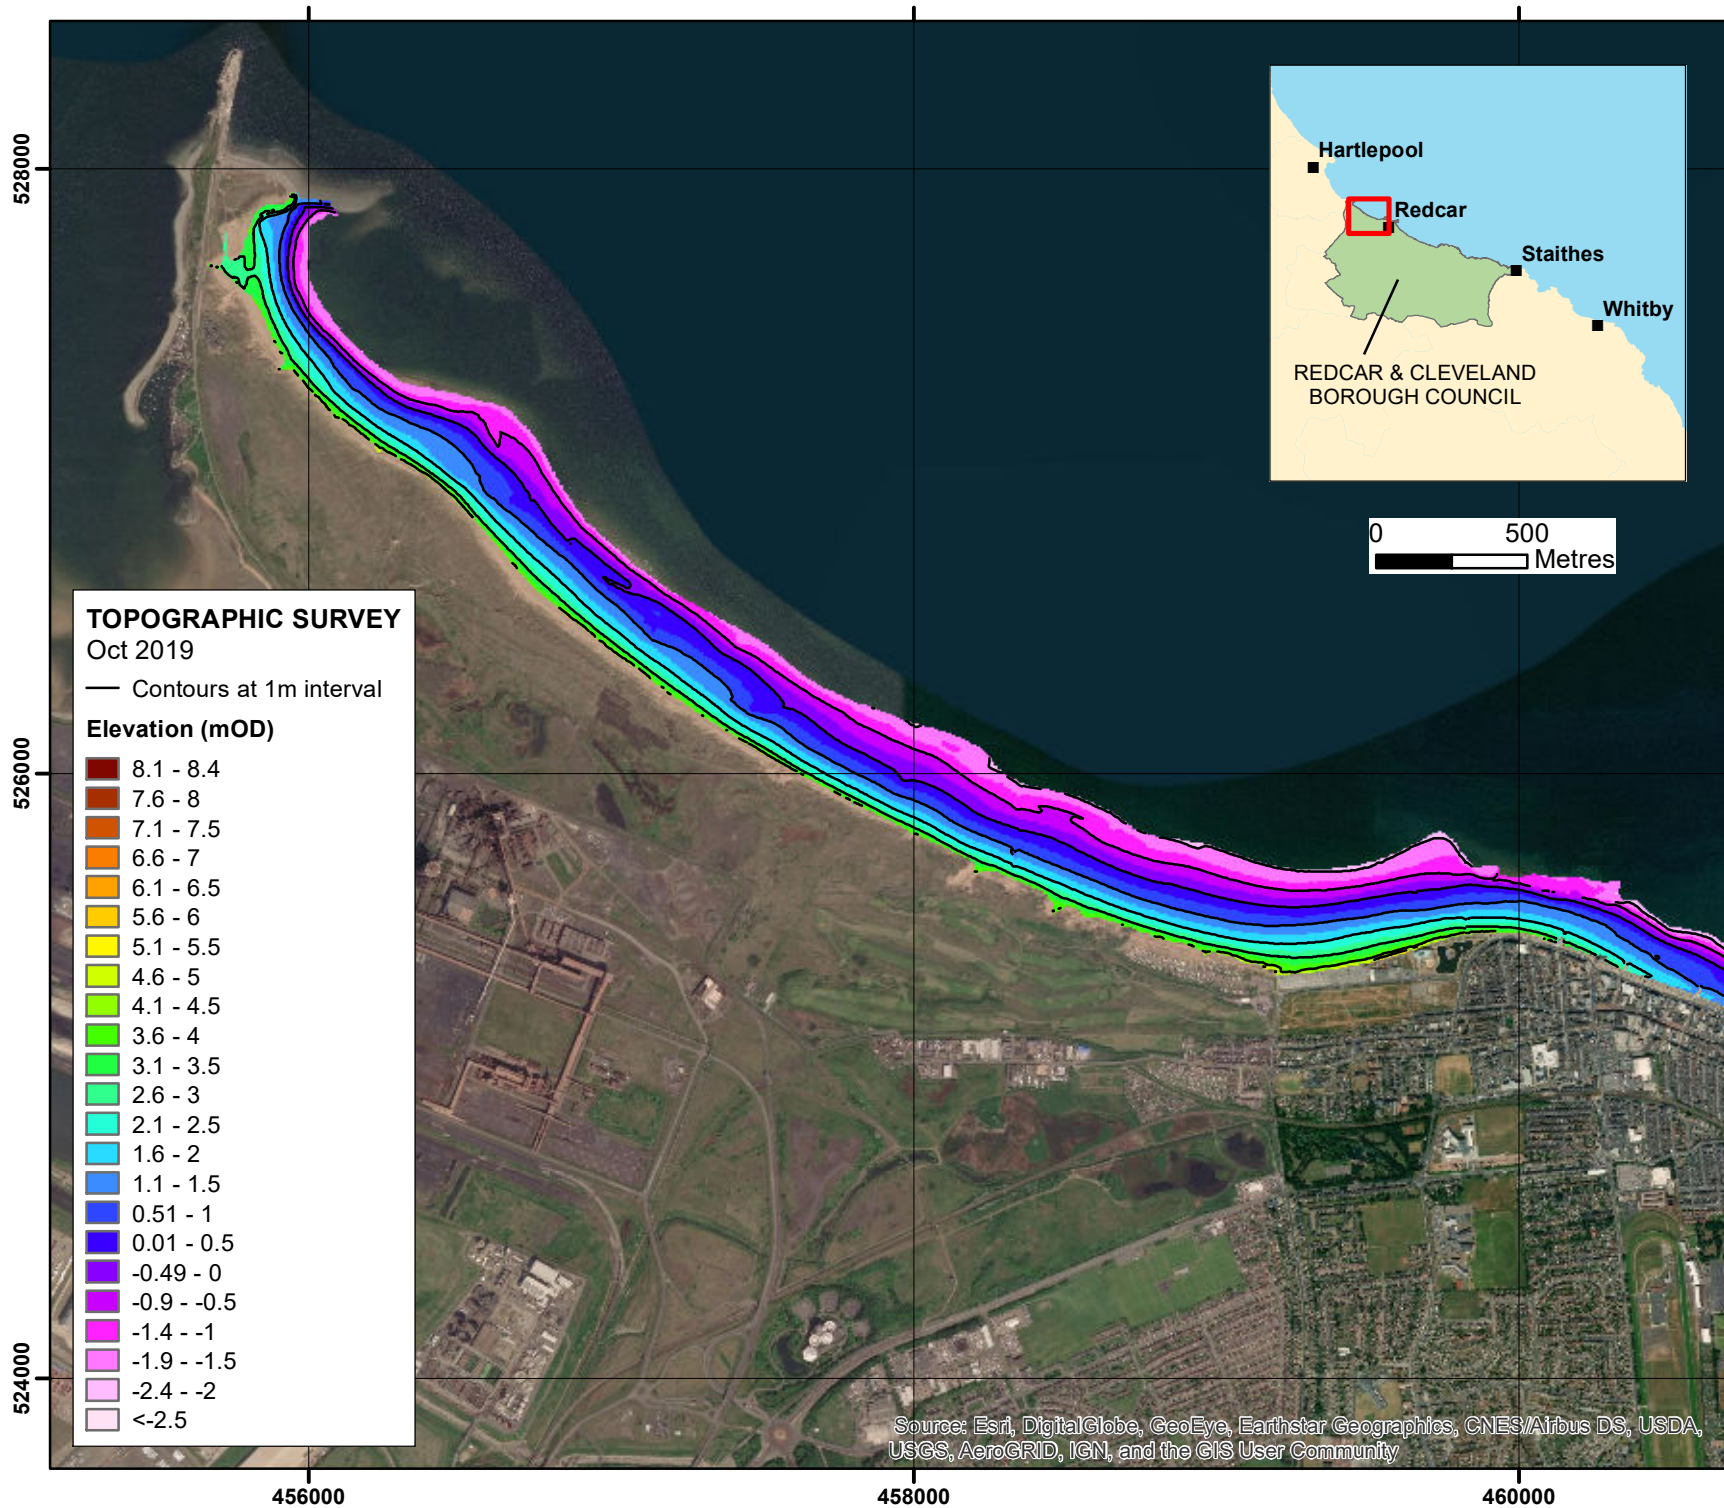 528000
526000
524000
456000
458000
460000
Hartlepool
Redcar
Staithes
Whitby
REDCAR & CLEVELAND
BOROUGH COUNCIL
0 500
Metres
TOPOGRAPHIC SURVEY
Oct 2019
Contours at 1m interval
Elevation (mOD)
8.1 - 8.4
7.6 - 8
7.1 - 7.5
6.6 - 7
6.1 - 6.5
5.6 - 6
5.1 - 5.5
4.6 - 5
4.1 - 4.5
3.6 - 4
3.1 - 3.5
2.6 - 3
2.1 - 2.5
1.6 - 2
1.1 - 1.5
0.51 - 1
0.01 - 0.5
-0.49 - 0
-0.9 - -0.5
-1.4 - -1
-1.9 - -1.5
-2.4 - -2
<-2.5
Source: Esri, DigitalGlobe, GeoEye, Earthstar Geographics, CNES/Airbus DS, USDA,
USGS, AeroGRID, IGN, and the GIS User Community